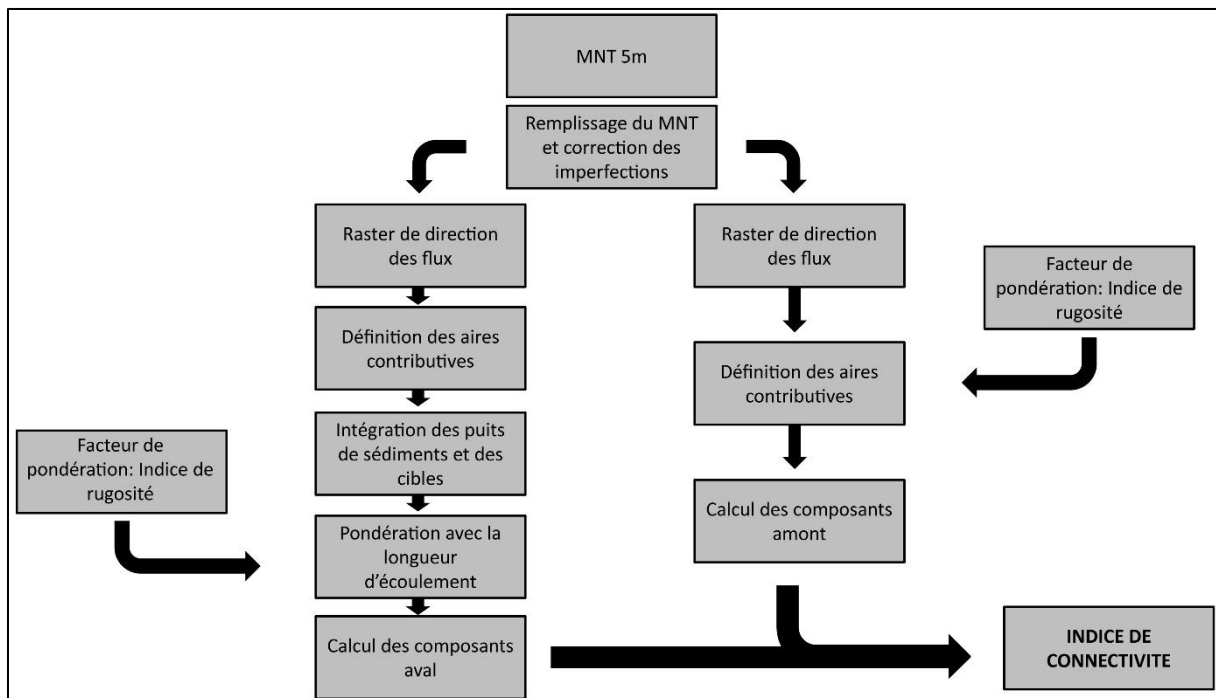 MNT 5m
Remplissage du MNT
et correction des
imperfections
Raster de direction
des flux
Définition des aires
contributives
Intégration des puits
de sédiments et des
cibles
Facteur de
pondération: Indice de
rugosité
Pondération avec la
longueur
d'écoulement
Calcul des composants
aval
Raster de direction
des flux
Facteur de
pondération: Indice de
rugosité
Définition des aires
contributives
Calcul des composants
amont
INDICE DE
CONNECTIVITE